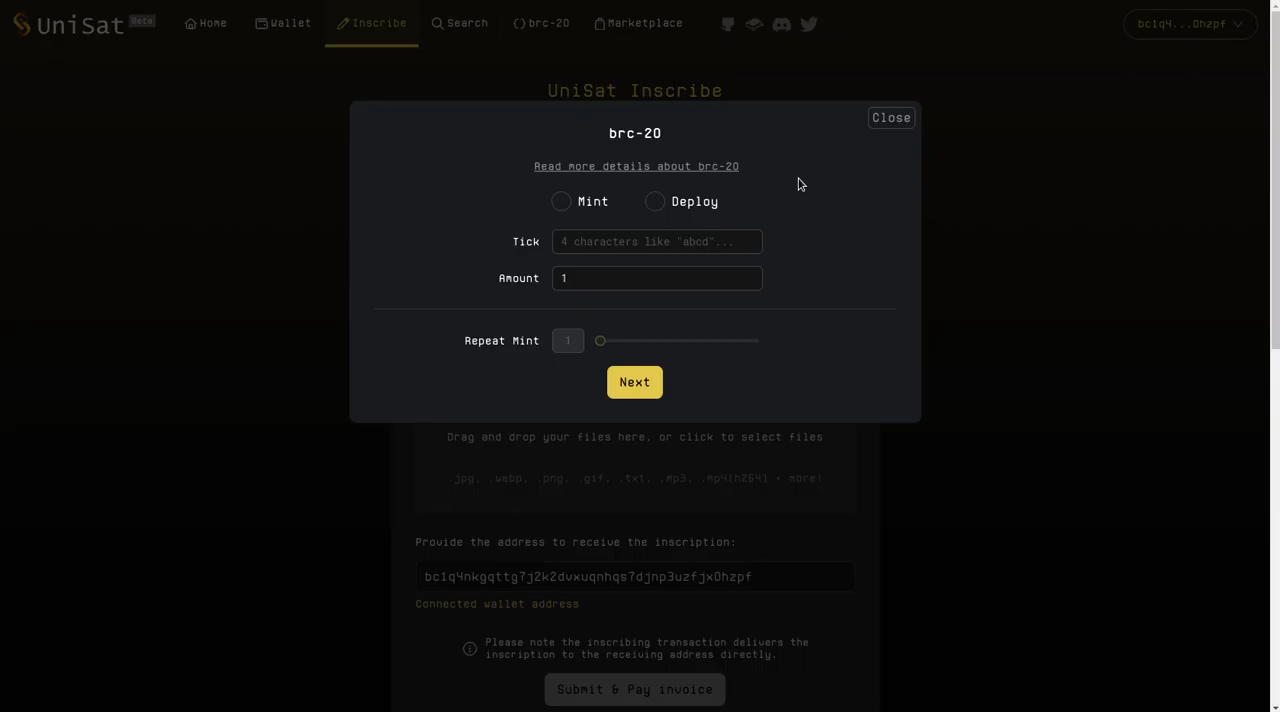 UniSat Beta Home Wallet Inscribe Search brc-20 Marketplace bc1q4...0hzpf
UniSat Inscribe
Close
brc-20
Read more details about brc-20
Mint Deploy
Tick 4 characters like "abcd"...
Amount 1
Repeat Mint 1
Next
Drag and drop your files here, or click to select files
.jpg, .webp, .png, .gif, .txt, .mp3, .mp4(h264) + more!
Provide the address to receive the inscription:
bc1q4nkgqttg7j2k2dvxuqnhqs7djnp3uzfjx0hzpf
Connected wallet address
Please note the inscribing transaction delivers the
inscription to the receiving address directly.
Submit & Pay invoice